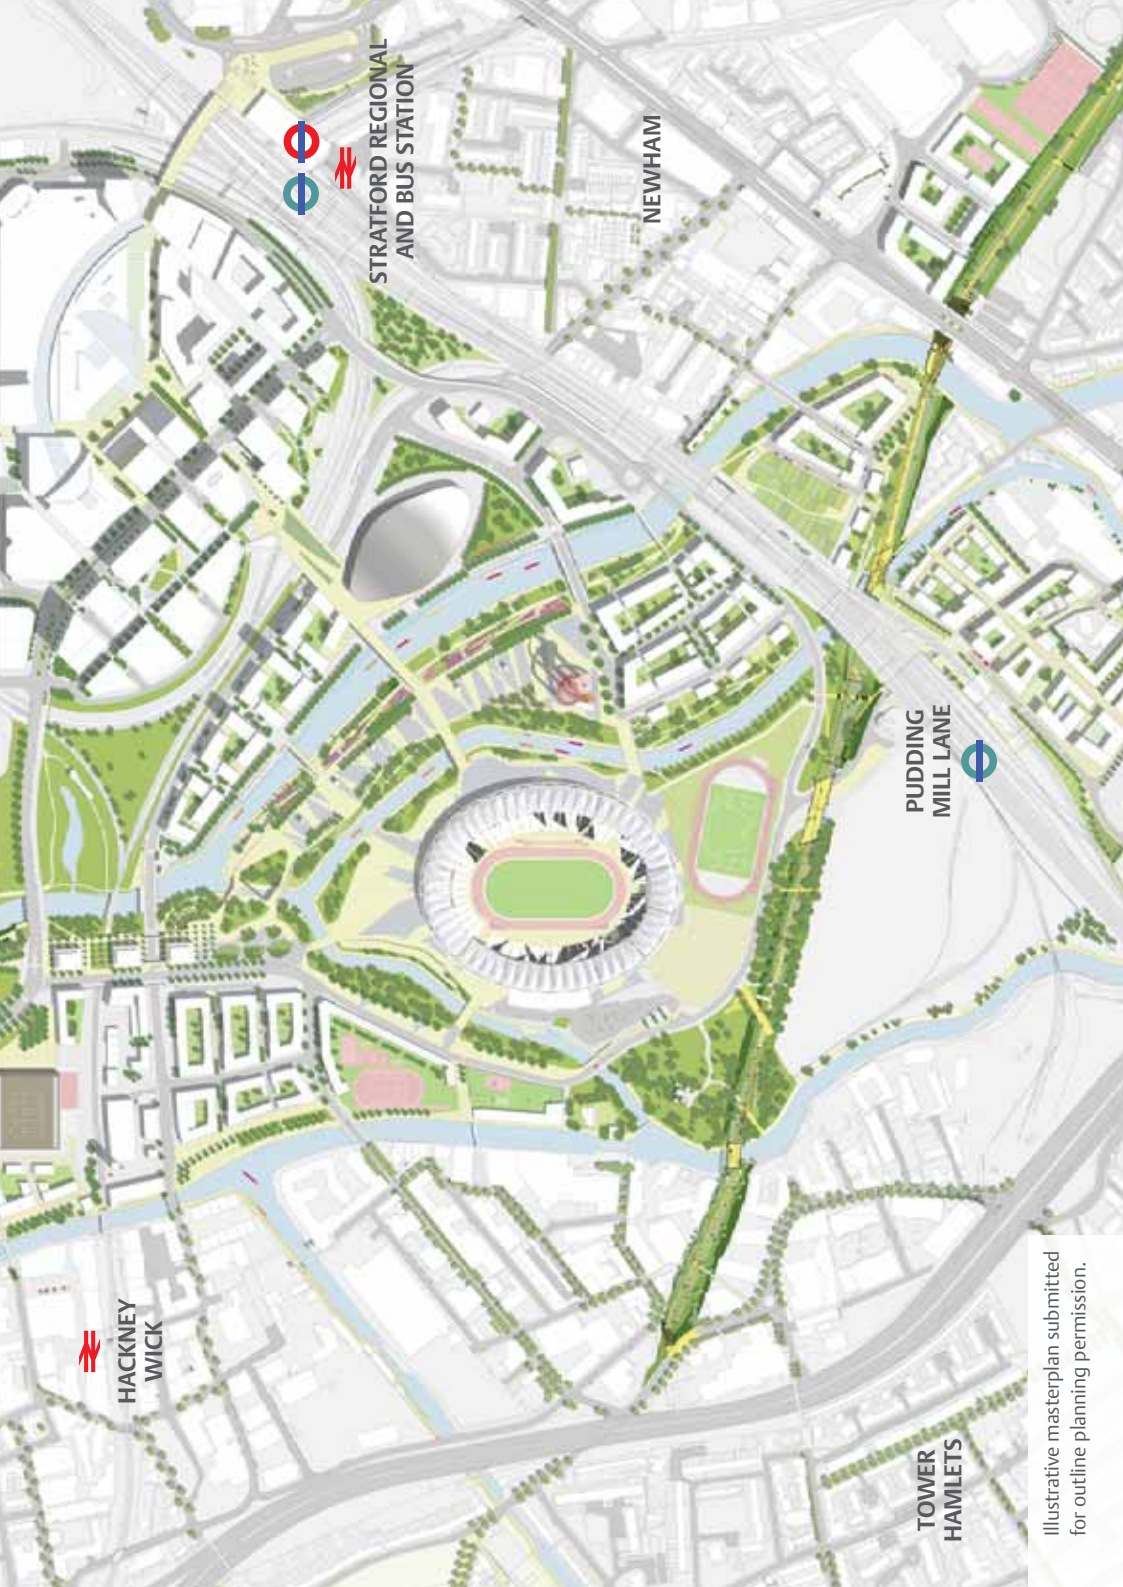 HACKNEY
WICK
STRATFORD REGIONAL
AND BUS STATION
NEWHAM
PUDDING
MILL LANE
TOWER
HAMLETS
Illustrative masterplan submitted
for outline planning permission.